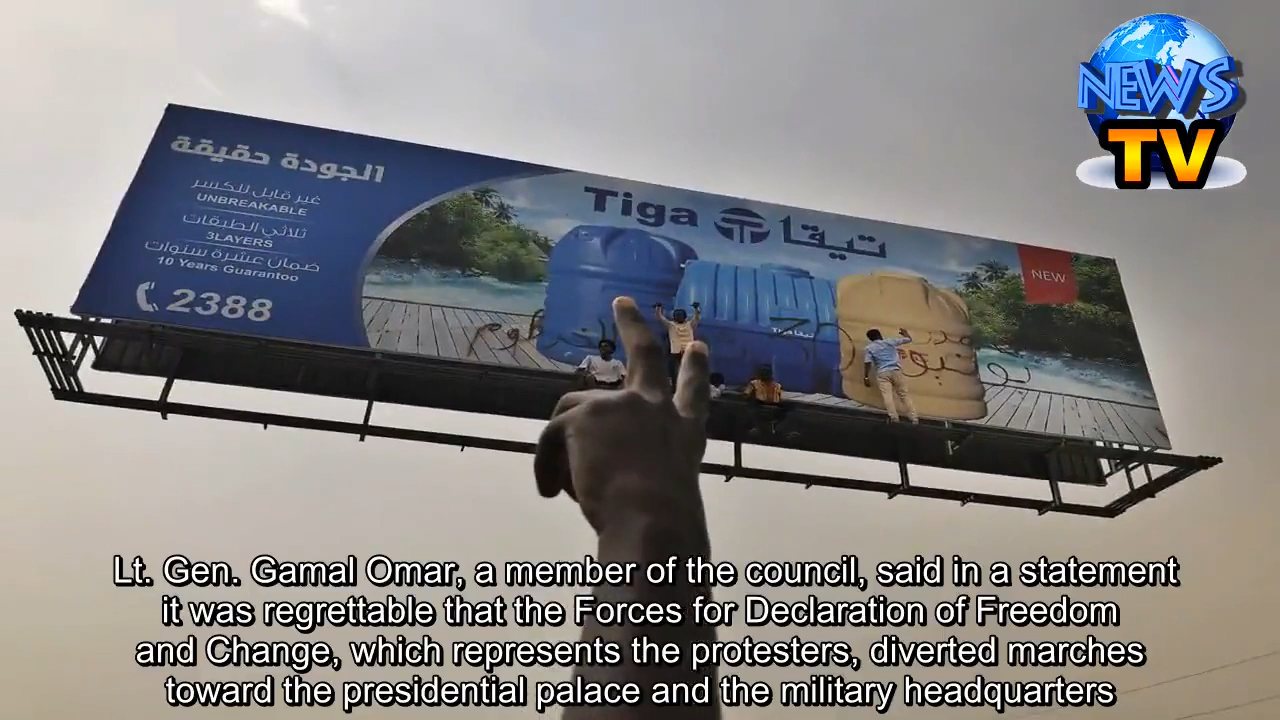 NEWS
TV
الجودة حقيقة
غير قابل للكسر
UNBREAKABLE
ثلاثي الطبقات
3LAYERS
ضمان عشرة سنوات
10 Years Guarantoo
2388
Tiga تيقا
NEW
Lt. Gen. Gamal Omar, a member of the council, said in a statement
it was regrettable that the Forces for Declaration of Freedom
and Change, which represents the protesters, diverted marches
toward the presidential palace and the military headquarters